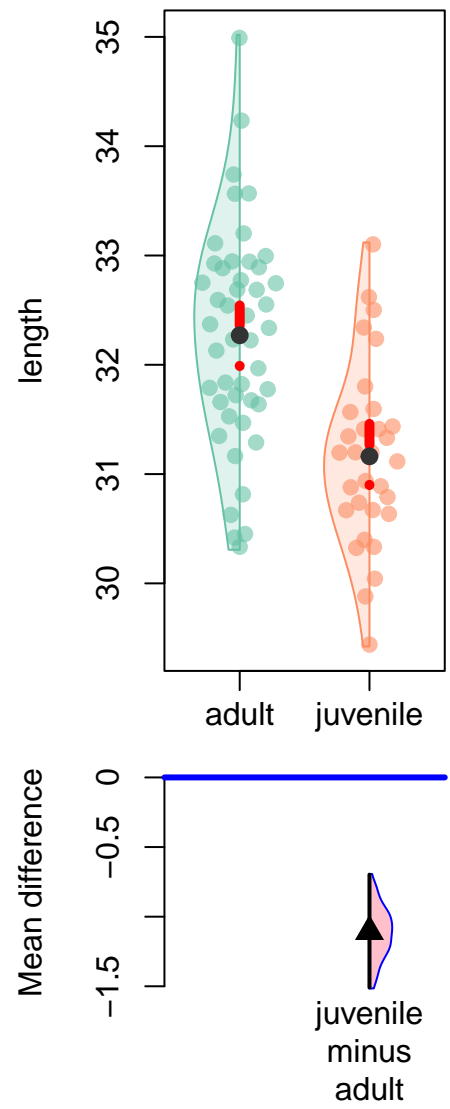 length
35
34
33
32
31
30
adult
juvenile
Mean difference
0
−0.5
−1.5
juvenile
minus
adult